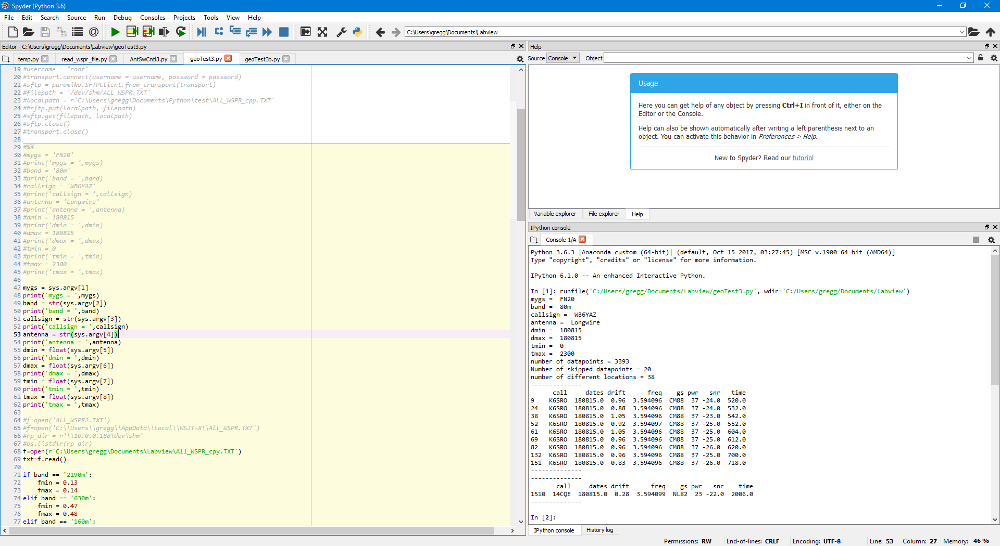 Spyder (Python 3.6)
File Edit Search Source Run Debug Consoles Projects Tools View Help
C:\Users\gregg\Documents\Labview
Editor - C:\Users\gregg\Documents\Labview\geoTest3.py
temp.py read_wspr_file.py AntSwCntl3.py geoTest3.py geoTest3b.py
19 #username = "root"
20 #transport.connect(username = username, password = password)
21 #sftp = paramiko.SFTPClient.from_transport(transport)
22 #filepath = '/dev/shm/ALL_WSPR.TXT'
23 #localpath = r'C:\Users\gregg\Documents\Python\test\ALL_WSPR_cpy.TXT'
24 ##sftp.put(localpath, filepath)
25 #sftp.get(filepath, localpath)
26 #sftp.close()
27 #transport.close()
28
29 #%%
30 #mygs = 'FN20'
31 #print('mygs = ',mygs)
32 #band = '80m'
33 #print('band = ',band)
34 #callsign = 'WB6YAZ'
35 #print('callsign = ',callsign)
36 #antenna = 'Longwire'
37 #print('antenna = ',antenna)
38 #dmin = 180815
39 #print('dmin = ',dmin)
40 #dmax = 180815
41 #print('dmax = ',dmax)
42 #tmin = 0
43 #print('tmin = ',tmin)
44 #tmax = 2300
45 #print('tmax = ',tmax)
46
47 mygs = sys.argv[1]
48 print('mygs = ',mygs)
49 band = str(sys.argv[2])
50 print('band = ',band)
51 callsign = str(sys.argv[3])
52 print('callsign = ',callsign)
53 antenna = str(sys.argv[4])
54 print('antenna = ',antenna)
55 dmin = float(sys.argv[5])
56 print('dmin = ',dmin)
57 dmax = float(sys.argv[6])
58 print('dmax = ',dmax)
59 tmin = float(sys.argv[7])
60 print('tmin = ',tmin)
61 tmax = float(sys.argv[8])
62 print('tmax = ',tmax)
63
64 #f=open('All_WSPR2.TXT')
65 #f=open('C:\\Users\\gregg\\AppData\\Local\\WSJT-X\\All_WSPR.TXT')
66 #rp_dir = r'\\10.0.0.188\dev\shm'
67 #os.listdir(rp_dir)
68 f=open(r'C:\Users\gregg\Documents\Labview\All_WSPR_cpy.TXT')
69 txt=f.read()
70
71 if band == '2190m':
72     fmin = 0.13
73     fmax = 0.14
74 elif band == '630m':
75     fmin = 0.47
76     fmax = 0.48
77 elif band == '160m':
Help
Source Console Object
Usage
Here you can get help of any object by pressing Ctrl+I in front of it, either on the
Editor or the Console.
Help can also be shown automatically after writing a left parenthesis next to an
object. You can activate this behavior in Preferences > Help.
New to Spyder? Read our tutorial
Variable explorer File explorer Help
IPython console
Console 1/A
Python 3.6.3 |Anaconda custom (64-bit)| (default, Oct 15 2017, 03:27:45) [MSC v.1900 64 bit (AMD64)]
Type "copyright", "credits" or "license" for more information.
IPython 6.1.0 -- An enhanced Interactive Python.
In [1]: runfile('C:/Users/gregg/Documents/Labview/geoTest3.py', wdir='C:/Users/gregg/Documents/Labview')
mygs =  FN20
band =  80m
callsign =  WB6YAZ
antenna =  Longwire
dmin =  180815
dmax =  180815
tmin =  0
tmax =  2300
number of datapoints = 3393
Number of skipped datapoints = 20
number of different locations = 38
--------------
call dates drift freq gs pwr snr time
9 K6SRO 180815.0 0.96 3.594096 CM88 37 -24.0 520.0
24 K6SRO 180815.0 0.88 3.594096 CM88 37 -24.0 532.0
38 K6SRO 180815.0 1.05 3.594096 CM88 37 -23.0 542.0
52 K6SRO 180815.0 0.92 3.594097 CM88 37 -25.0 552.0
61 K6SRO 180815.0 1.05 3.594096 CM88 37 -25.0 604.0
69 K6SRO 180815.0 0.96 3.594096 CM88 37 -25.0 612.0
82 K6SRO 180815.0 0.96 3.594096 CM88 37 -26.0 620.0
132 K6SRO 180815.0 0.96 3.594096 CM88 37 -25.0 700.0
151 K6SRO 180815.0 0.83 3.594096 CM88 37 -26.0 718.0
--------------
--------------
call dates drift freq gs pwr snr time
1510 14CQE 180815.0 0.28 3.594099 NL82 23 -22.0 2006.0
--------------
In [2]:
IPython console History log
Permissions: RW End-of-lines: CRLF Encoding: UTF-8 Line: 53 Column: 27 Memory: 46 %